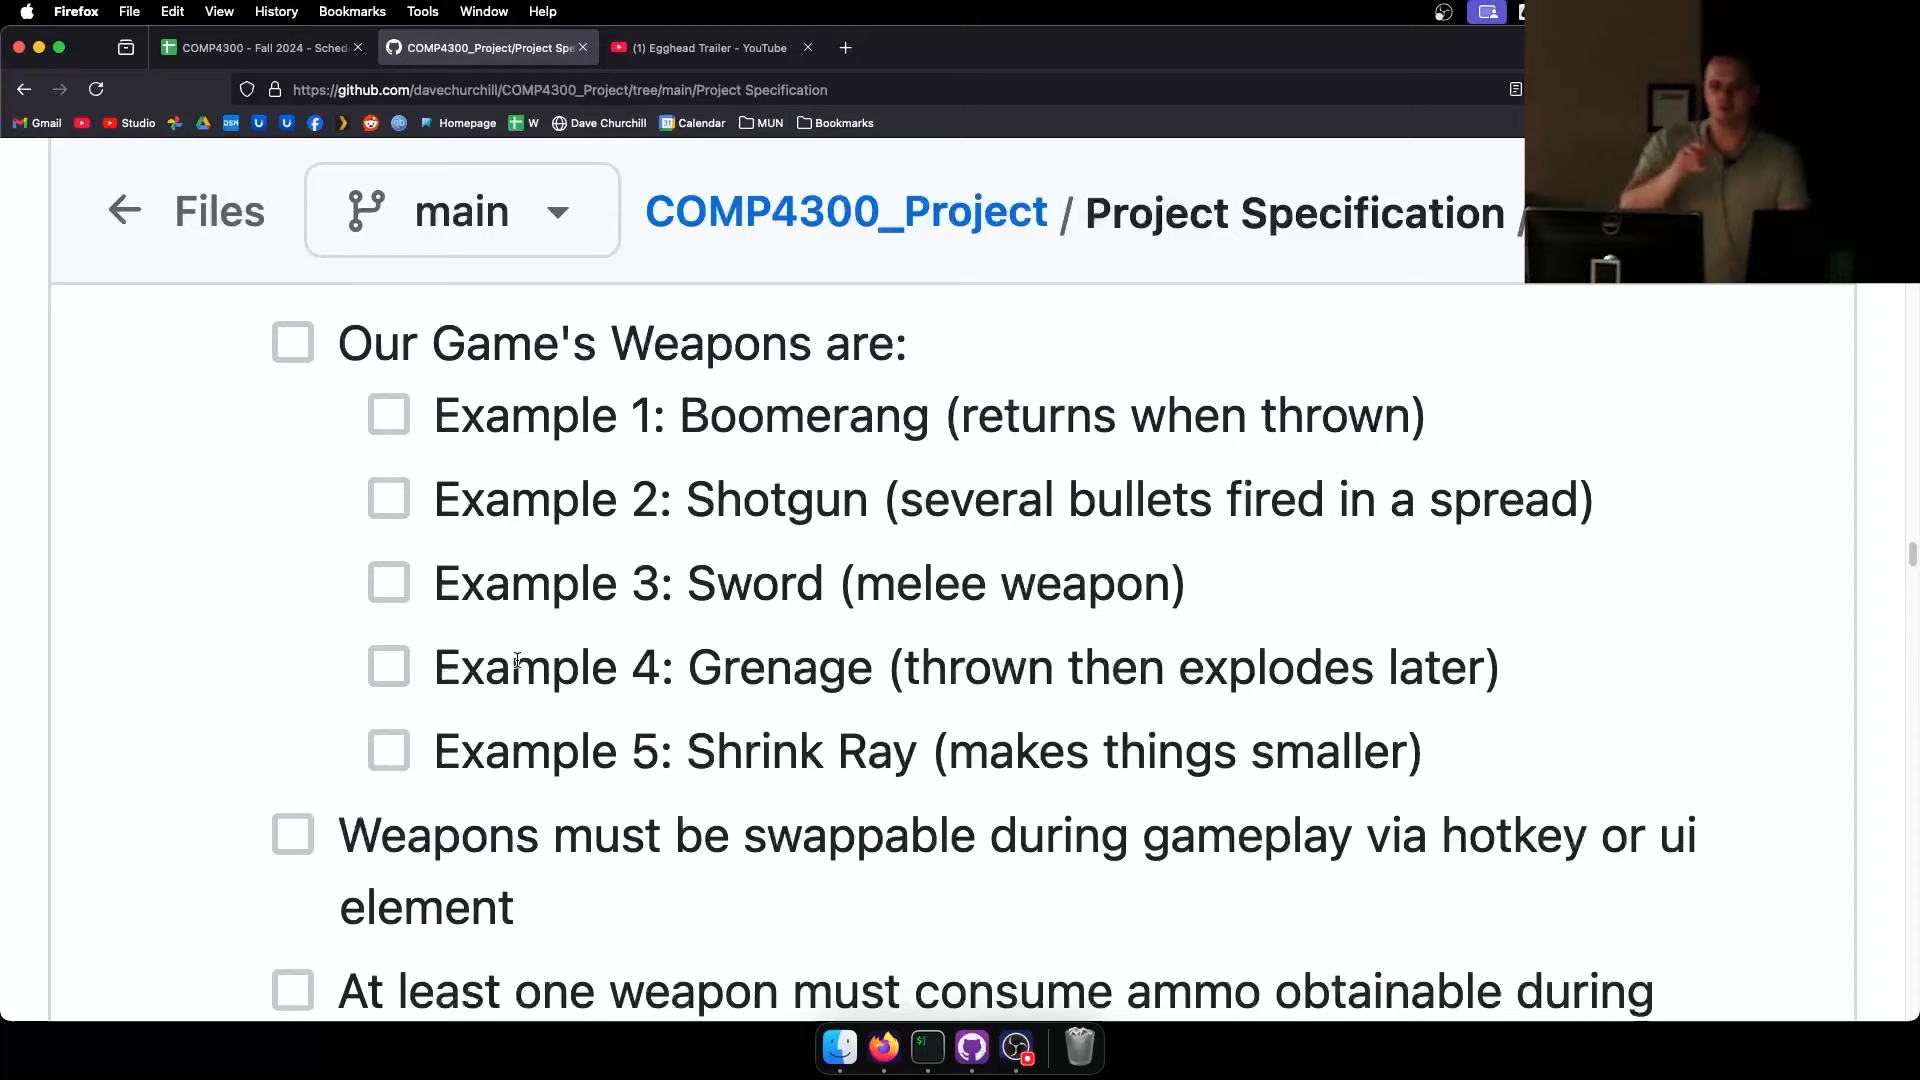 Firefox File Edit View History Bookmarks Tools Window Help
COMP4300 - Fall 2024 - Sched
COMP4300_Project/Project Spe
(1) Egghead Trailer - YouTube
https://github.com/davechurchill/COMP4300_Project/tree/main/Project Specification
Gmail Studio DSM Homepage W Dave Churchill 31 Calendar MUN Bookmarks
Files main COMP4300_Project / Project Specification /
Our Game's Weapons are:
Example 1: Boomerang (returns when thrown)
Example 2: Shotgun (several bullets fired in a spread)
Example 3: Sword (melee weapon)
Example 4: Grenage (thrown then explodes later)
Example 5: Shrink Ray (makes things smaller)
Weapons must be swappable during gameplay via hotkey or ui
element
At least one weapon must consume ammo obtainable during